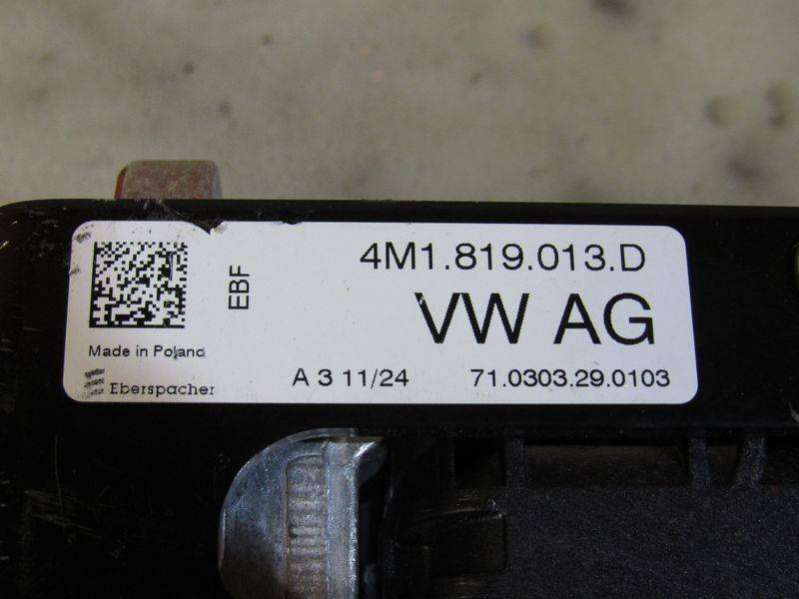 4M1.819.013.D
EBF
VW AG
Made in Poland
Eberspacher
A 3 11/24
71.0303.29.0103